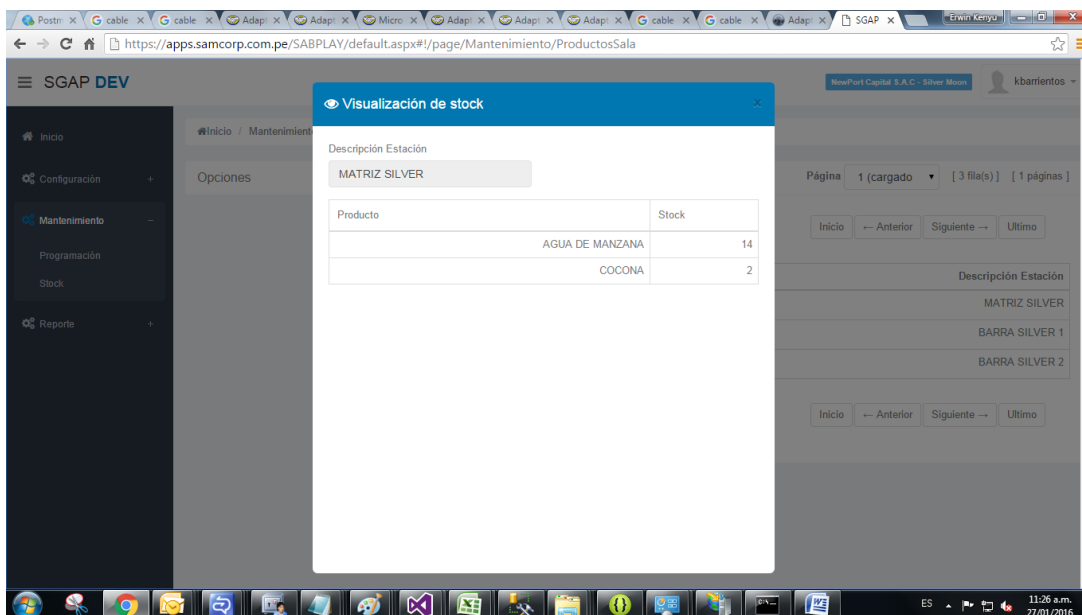 Postm G cable G cable Adapt Adapt Micro Adapt Adapt Adapt G cable G cable Adapt SGAP Erwin Kenyu
https://apps.samcorp.com.pe/SABPLAY/default.aspx#!/page/Mantenimiento/ProductosSala
SGAP DEV
NewPort Capital S.A.C - Silver Moon
kbarrientos
Inicio
Configuración +
Mantenimiento −
Programación
Stock
Reporte +
Inicio / Mantenimient
Opciones
Visualización de stock ×
Descripción Estación
MATRIZ SILVER
Producto Stock
AGUA DE MANZANA 14
COCONA 2
Página 1 (cargado [ 3 fila(s) ] [ 1 páginas ]
Inicio ← Anterior Siguiente → Ultimo
Descripción Estación
MATRIZ SILVER
BARRA SILVER 1
BARRA SILVER 2
Inicio ← Anterior Siguiente → Ultimo
ES
11:26 a.m.
27/01/2016